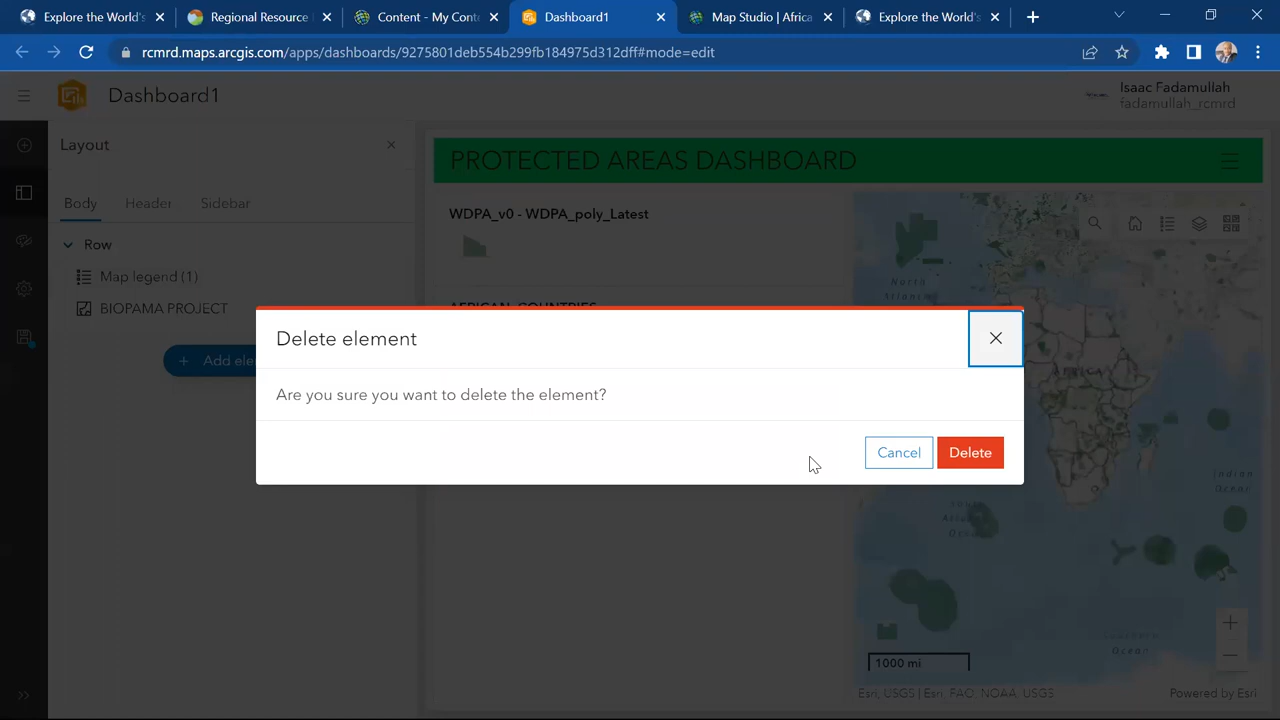 Explore the World's
Regional Resource
Content - My Conte
Dashboard1
Map Studio | Africa
Explore the World's
rcmrd.maps.arcgis.com/apps/dashboards/9275801deb554b299fb184975d312dff#mode=edit
Dashboard1
Isaac Fadamullah
fadamullah_rcmrd
Layout
Body
Header
Sidebar
Row
Map legend (1)
BIOPAMA PROJECT
Add ele
PROTECTED AREAS DASHBOARD
WDPA_v0 - WDPA_poly_Latest
AFRICAN_COUNTRIES
Delete element
Are you sure you want to delete the element?
Cancel
Delete
North
AFRICA
Indian
Ocean
Ocean
1000 mi
Esri, USGS | Esri, FAO, NOAA, USGS
Powered by Esri